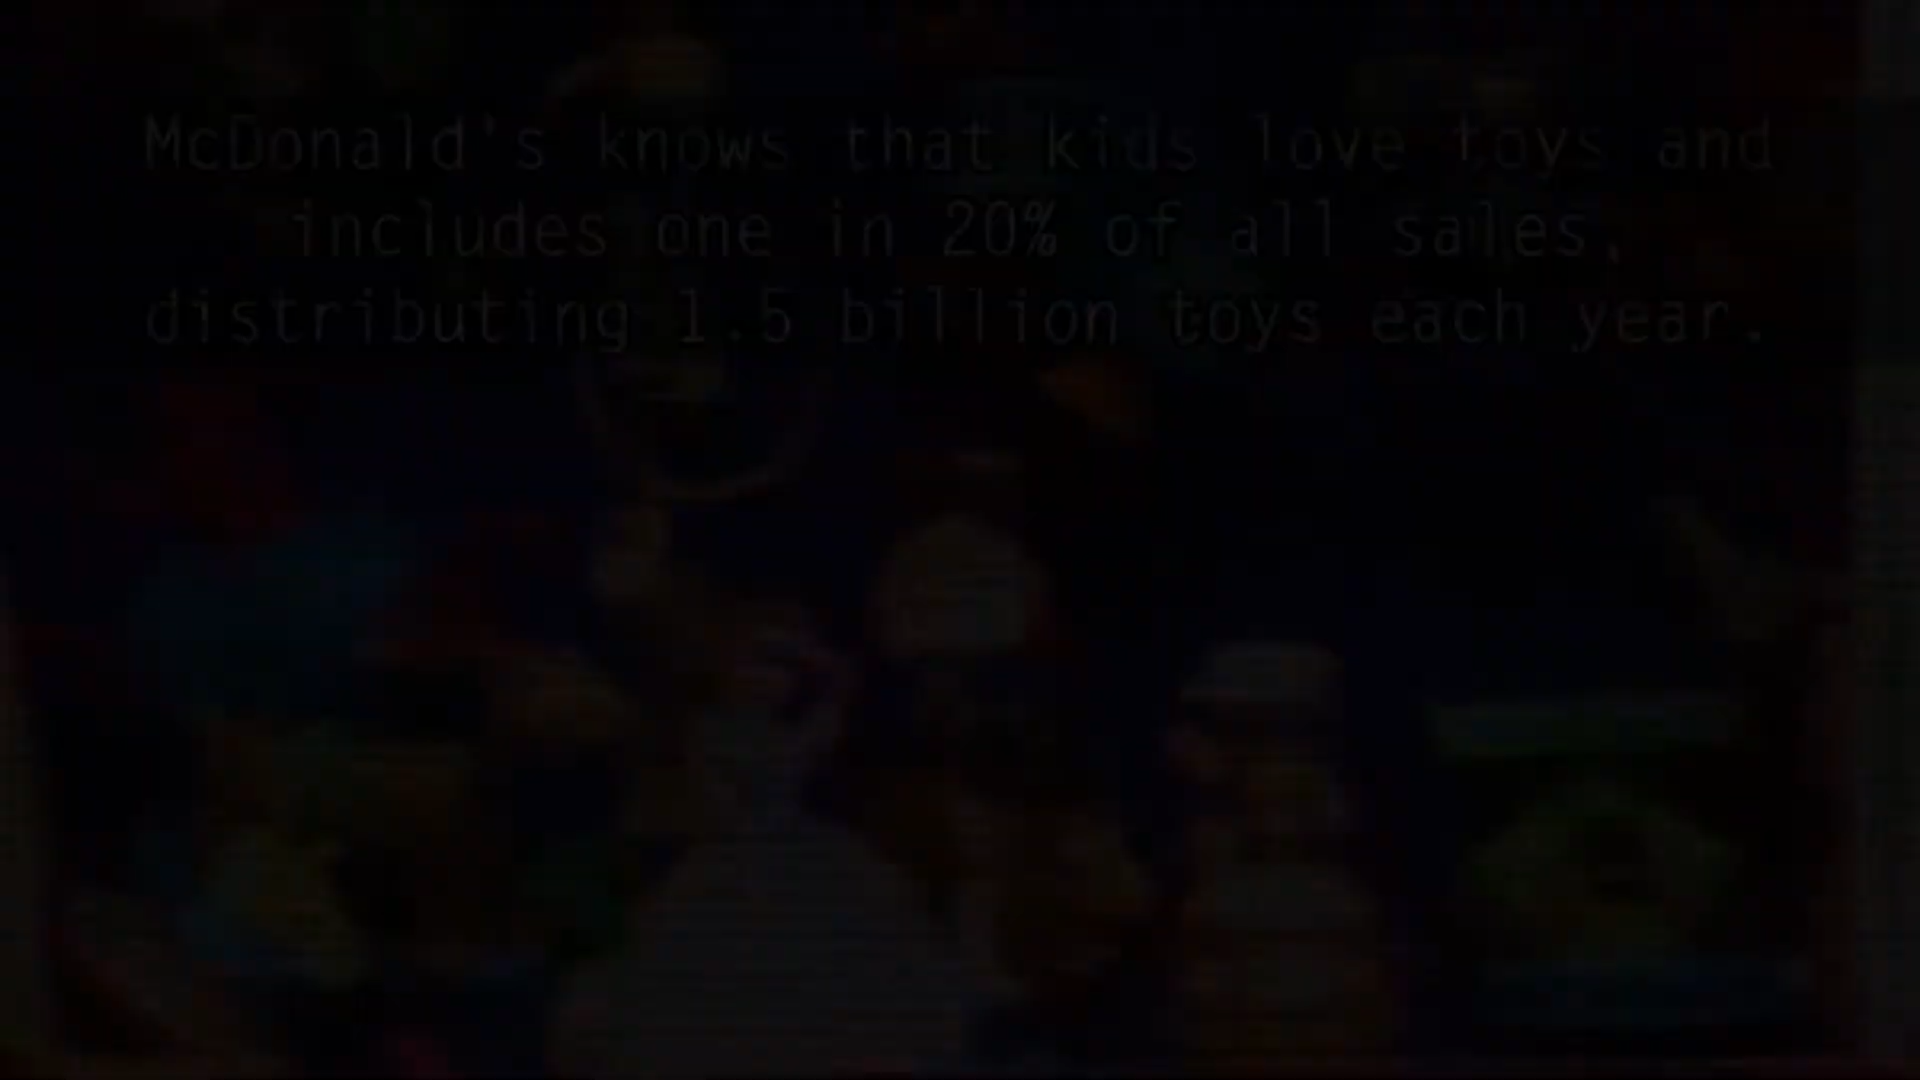 McDonald's knows that kids love toys and
includes one in 20% of all sales,
distributing 1.5 billion toys each year.